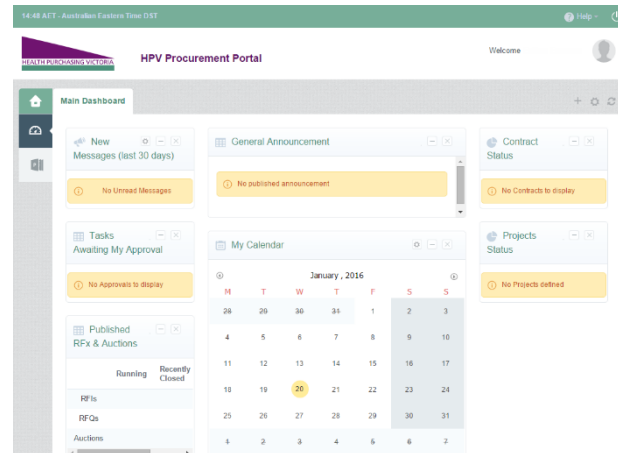 14:48 AET - Australian Eastern Time DST
Help
HEALTH PURCHASING VICTORIA
HPV Procurement Portal
Welcome
Main Dashboard
New
Messages (last 30 days)
No Unread Messages
Tasks
Awaiting My Approval
No Approvals to display
Published
RFx & Auctions
Running
Recently
Closed
RFIs
RFQs
Auctions
General Announcement
No published announcement
My Calendar
January , 2016
M T W T F S S
28 29 30 31 1 2 3
4 5 6 7 8 9 10
11 12 13 14 15 16 17
18 19 20 21 22 23 24
25 26 27 28 29 30 31
1 2 3 4 5 6 7
Contract
Status
No Contracts to display
Projects
Status
No Projects defined